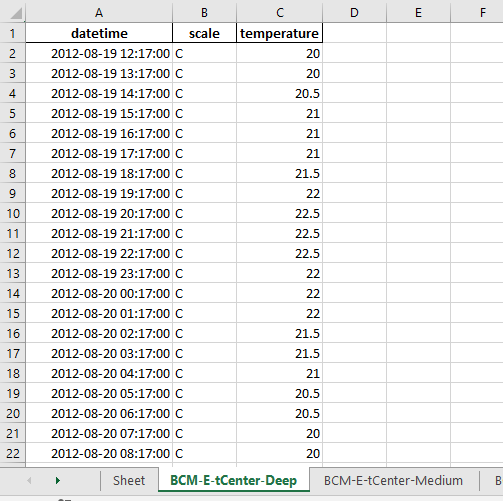 A B C D E F
1 datetime scale temperature
2 2012-08-19 12:17:00 C 20
3 2012-08-19 13:17:00 C 20
4 2012-08-19 14:17:00 C 20.5
5 2012-08-19 15:17:00 C 21
6 2012-08-19 16:17:00 C 21
7 2012-08-19 17:17:00 C 21
8 2012-08-19 18:17:00 C 21.5
9 2012-08-19 19:17:00 C 22
10 2012-08-19 20:17:00 C 22.5
11 2012-08-19 21:17:00 C 22.5
12 2012-08-19 22:17:00 C 22.5
13 2012-08-19 23:17:00 C 22
14 2012-08-20 00:17:00 C 22
15 2012-08-20 01:17:00 C 22
16 2012-08-20 02:17:00 C 21.5
17 2012-08-20 03:17:00 C 21.5
18 2012-08-20 04:17:00 C 21
19 2012-08-20 05:17:00 C 20.5
20 2012-08-20 06:17:00 C 20.5
21 2012-08-20 07:17:00 C 20
22 2012-08-20 08:17:00 C 20
Sheet BCM-E-tCenter-Deep BCM-E-tCenter-Medium